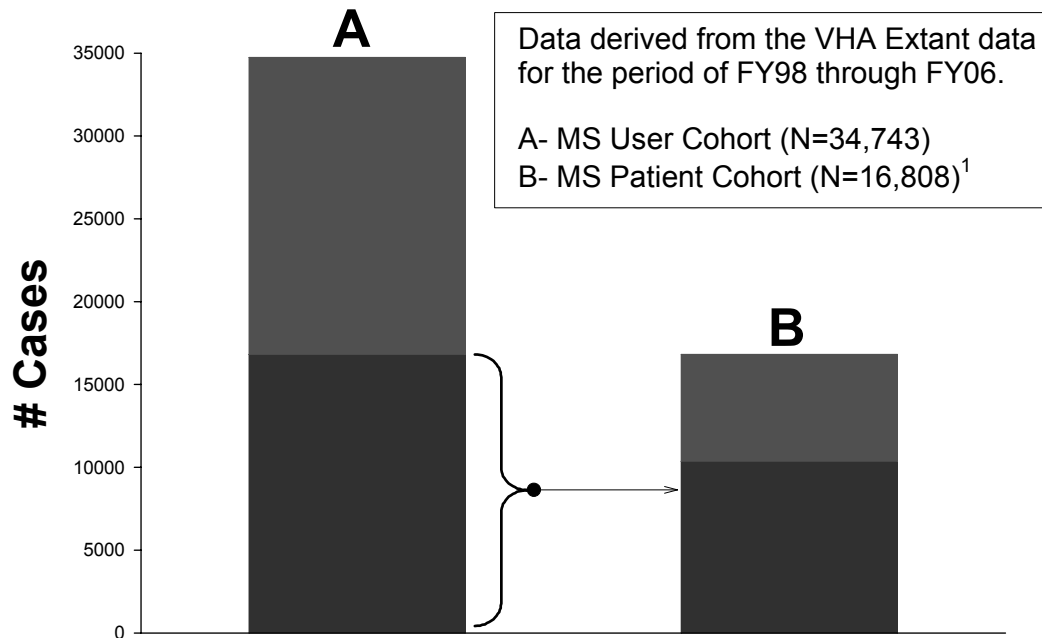 A
Data derived from the VHA Extant data
for the period of FY98 through FY06.
A- MS User Cohort (N=34,743)
B- MS Patient Cohort (N=16,808)¹
# Cases
35000
30000
25000
20000
15000
10000
5000
0
B